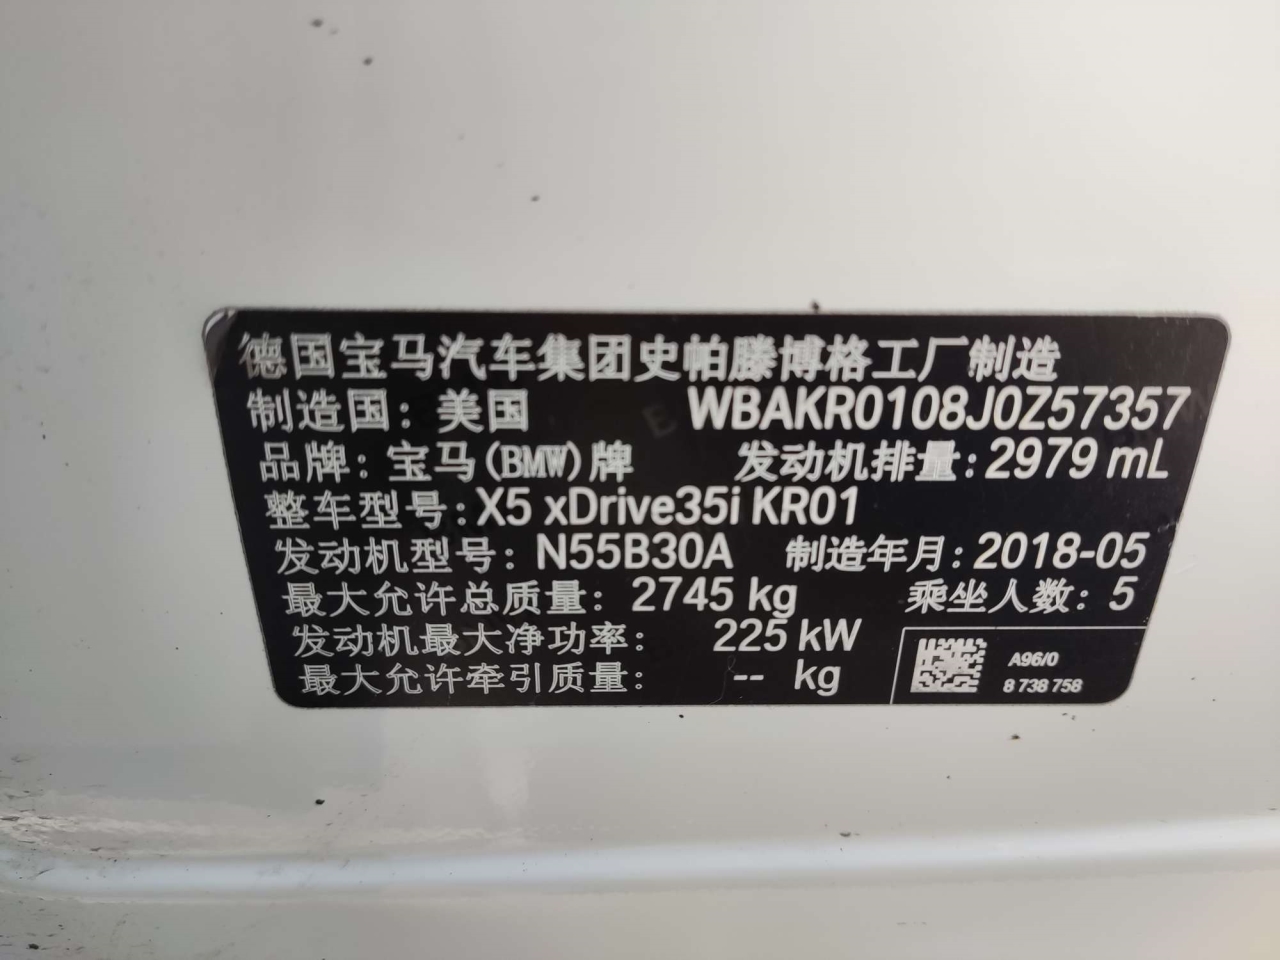 德国宝马汽车集团史帕滕博格工厂制造
制造国：美国 WBAKR0108J0Z57357
品牌：宝马(BMW)牌 发动机排量：2979 mL
整车型号：X5 xDrive35i KR01
发动机型号：N55B30A 制造年月：2018-05
最大允许总质量：2745 kg 乘坐人数：5
发动机最大净功率：225 kW
最大允许牵引质量：-- kg
A96/0
8 738 758